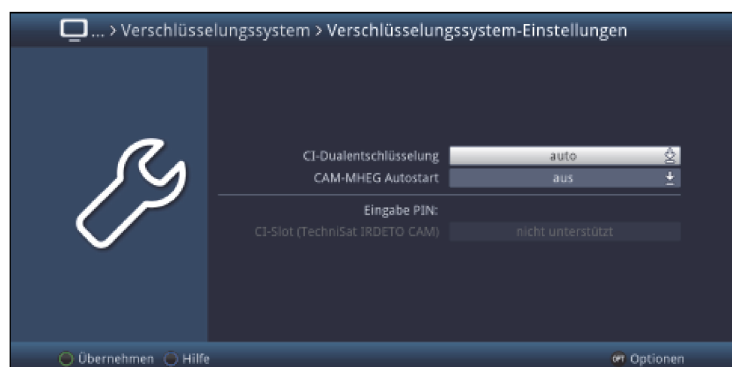 ... > Verschlüsselungssystem > Verschlüsselungssystem-Einstellungen
CI-Dualentschlüsselung auto
CAM-MHEG Autostart aus
Eingabe PIN:
CI-Slot (TechniSat IRDETO CAM) nicht unterstützt
Übernehmen Hilfe OPT Optionen